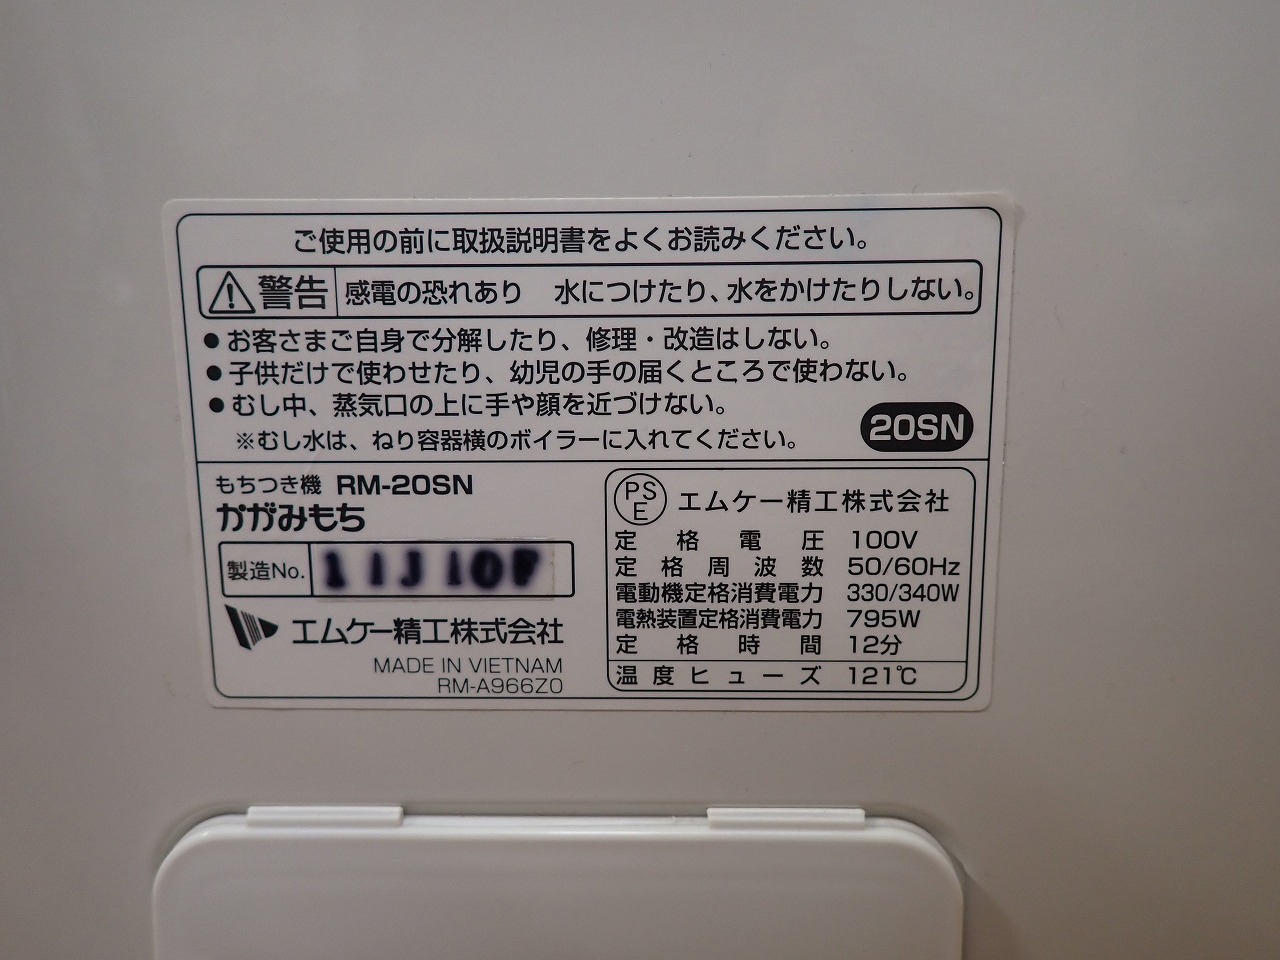 ご使用の前に取扱説明書をよくお読みください。
警告 感電の恐れあり 水につけたり、水をかけたりしない。
●お客さまご自身で分解したり、修理・改造はしない。
●子供だけで使わせたり、幼児の手の届くところで使わない。
●むし中、蒸気口の上に手や顔を近づけない。
※むし水は、ねり容器横のボイラーに入れてください。
20SN
もちつき機 RM-20SN
かがみもち
製造No. 11J10F
エムケー精工株式会社
MADE IN VIETNAM
RM-A966Z0
PSE エムケー精工株式会社
定格電圧 100V
定格周波数 50/60Hz
電動機定格消費電力 330/340W
電熱装置定格消費電力 795W
定格時間 12分
温度ヒューズ 121℃